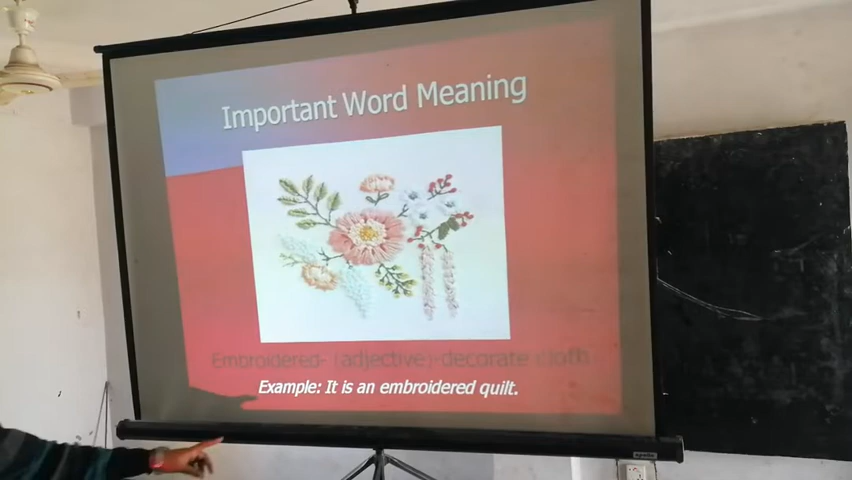 Important Word Meaning
Embroidered- (adjective)-decorate cloth
Example: It is an embroidered quilt.